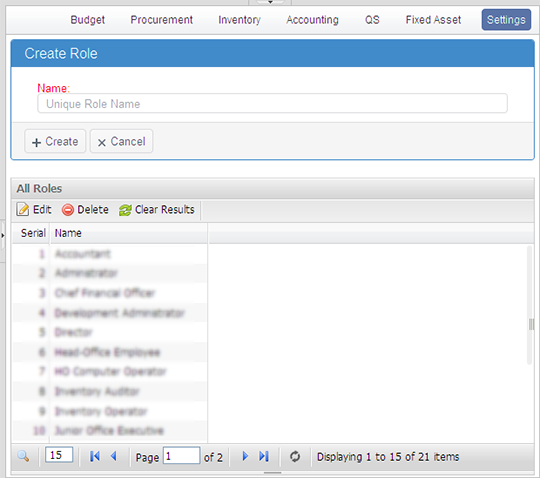 Budget Procurement Inventory Accounting QS Fixed Asset Settings
Create Role
Name:
Unique Role Name
+ Create × Cancel
All Roles
Edit Delete Clear Results
Serial Name
1 Accountant
2 Administrator
3 Chief Financial Officer
4 Development Administrator
5 Director
6 Head-Office Employee
7 HO Computer Operator
8 Inventory Auditor
9 Inventory Operator
10 Junior Office Executive
15 Page 1 of 2 Displaying 1 to 15 of 21 items